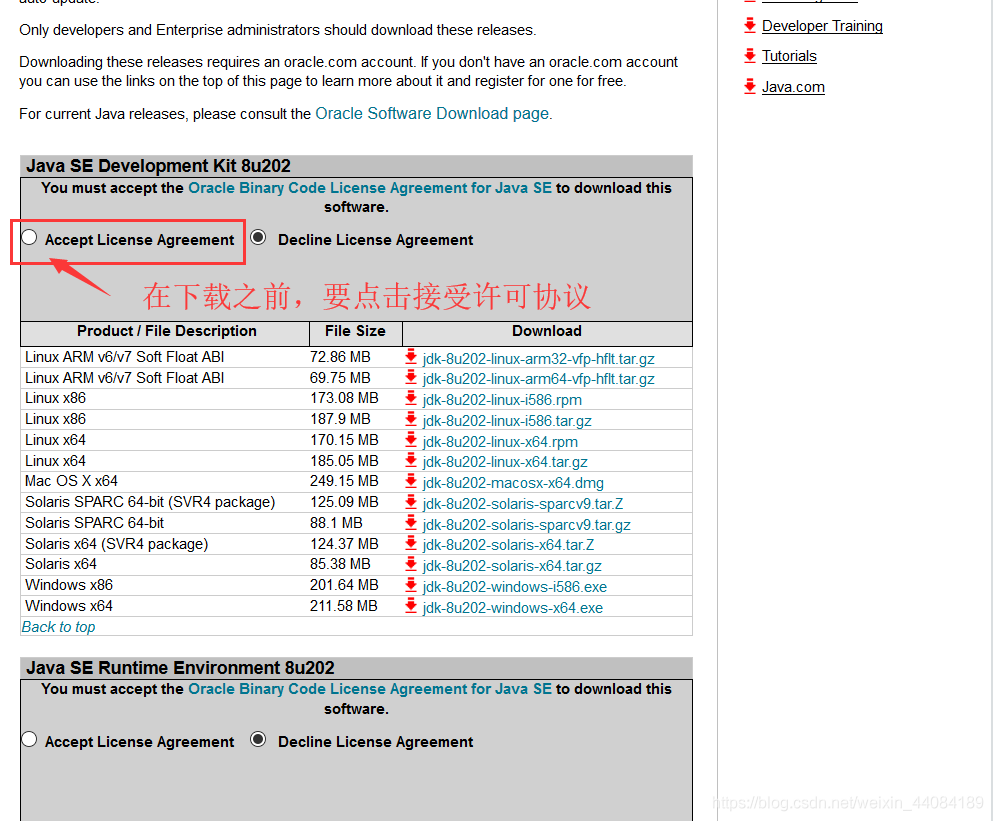 auto-update.
Only developers and Enterprise administrators should download these releases.
Downloading these releases requires an oracle.com account. If you don't have an oracle.com account
you can use the links on the top of this page to learn more about it and register for one for free.
For current Java releases, please consult the Oracle Software Download page.
Developer Training
Tutorials
Java.com
Java SE Development Kit 8u202
You must accept the Oracle Binary Code License Agreement for Java SE to download this
software.
Accept License Agreement Decline License Agreement
在下载之前，要点击接受许可协议
Product / File Description File Size Download
Linux ARM v6/v7 Soft Float ABI 72.86 MB jdk-8u202-linux-arm32-vfp-hflt.tar.gz
Linux ARM v6/v7 Soft Float ABI 69.75 MB jdk-8u202-linux-arm64-vfp-hflt.tar.gz
Linux x86 173.08 MB jdk-8u202-linux-i586.rpm
Linux x86 187.9 MB jdk-8u202-linux-i586.tar.gz
Linux x64 170.15 MB jdk-8u202-linux-x64.rpm
Linux x64 185.05 MB jdk-8u202-linux-x64.tar.gz
Mac OS X x64 249.15 MB jdk-8u202-macosx-x64.dmg
Solaris SPARC 64-bit (SVR4 package) 125.09 MB jdk-8u202-solaris-sparcv9.tar.Z
Solaris SPARC 64-bit 88.1 MB jdk-8u202-solaris-sparcv9.tar.gz
Solaris x64 (SVR4 package) 124.37 MB jdk-8u202-solaris-x64.tar.Z
Solaris x64 85.38 MB jdk-8u202-solaris-x64.tar.gz
Windows x86 201.64 MB jdk-8u202-windows-i586.exe
Windows x64 211.58 MB jdk-8u202-windows-x64.exe
Back to top
Java SE Runtime Environment 8u202
You must accept the Oracle Binary Code License Agreement for Java SE to download this
software.
Accept License Agreement Decline License Agreement
https://blog.csdn.net/weixin_44084189